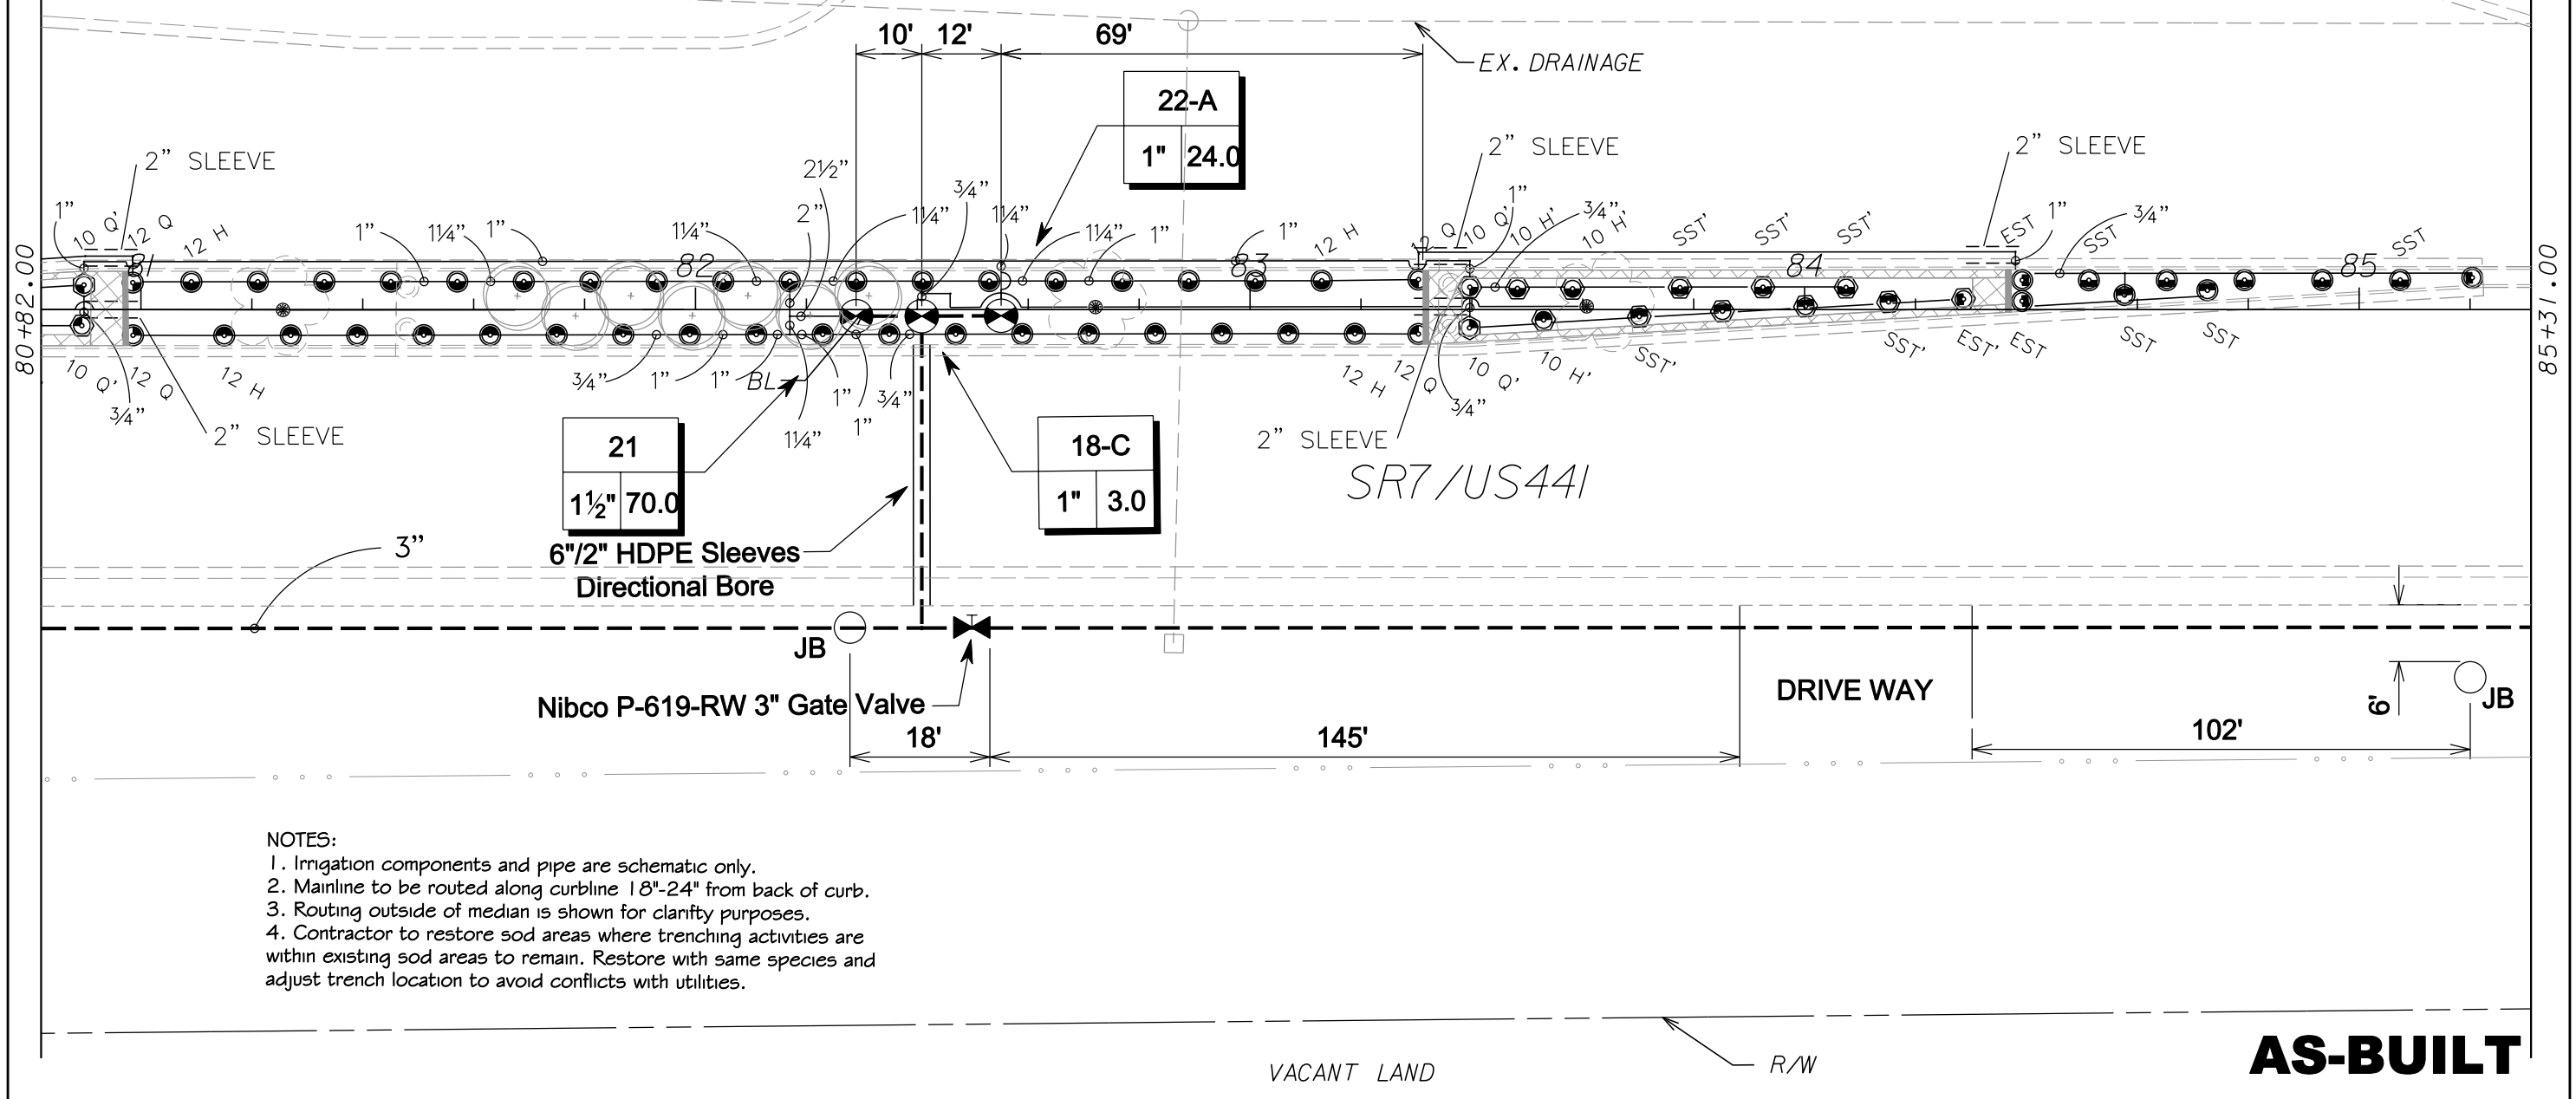 10' 12' 69'
EX. DRAINAGE
22-A
1" 24.0
2" SLEEVE
2" SLEEVE
2" SLEEVE
2½"
2"
1¼"
¾"
1¼"
1"
10 Q'
12 Q
12 H
1"
1¼"
1"
1¼"
1¼"
1"
1"
12 H
12 Q
10 Q'
1"
10 H'
¾"
10 H'
SST'
SST'
SST'
EST
1"
SST
¾"
SST
81
82
83
84
85
80+82.00
85+31.00
10 Q'
¾"
12 Q
12 H
2" SLEEVE
¾"
1"
1"
BL
1¼"
1"
1"
¾"
12 H
12 Q
10 Q'
¾"
10 H'
SST'
SST'
EST'
EST
SST
SST
2" SLEEVE
21
1½" 70.0
18-C
1" 3.0
SR7/US441
6"/2" HDPE Sleeves
Directional Bore
3"
JB
Nibco P-619-RW 3" Gate Valve
DRIVE WAY
6'
JB
18'
145'
102'
NOTES:
1. Irrigation components and pipe are schematic only.
2. Mainline to be routed along curbline 18"-24" from back of curb.
3. Routing outside of median is shown for clarifty purposes.
4. Contractor to restore sod areas where trenching activities are
within existing sod areas to remain. Restore with same species and
adjust trench location to avoid conflicts with utilities.
AS-BUILT
R/W
VACANT LAND